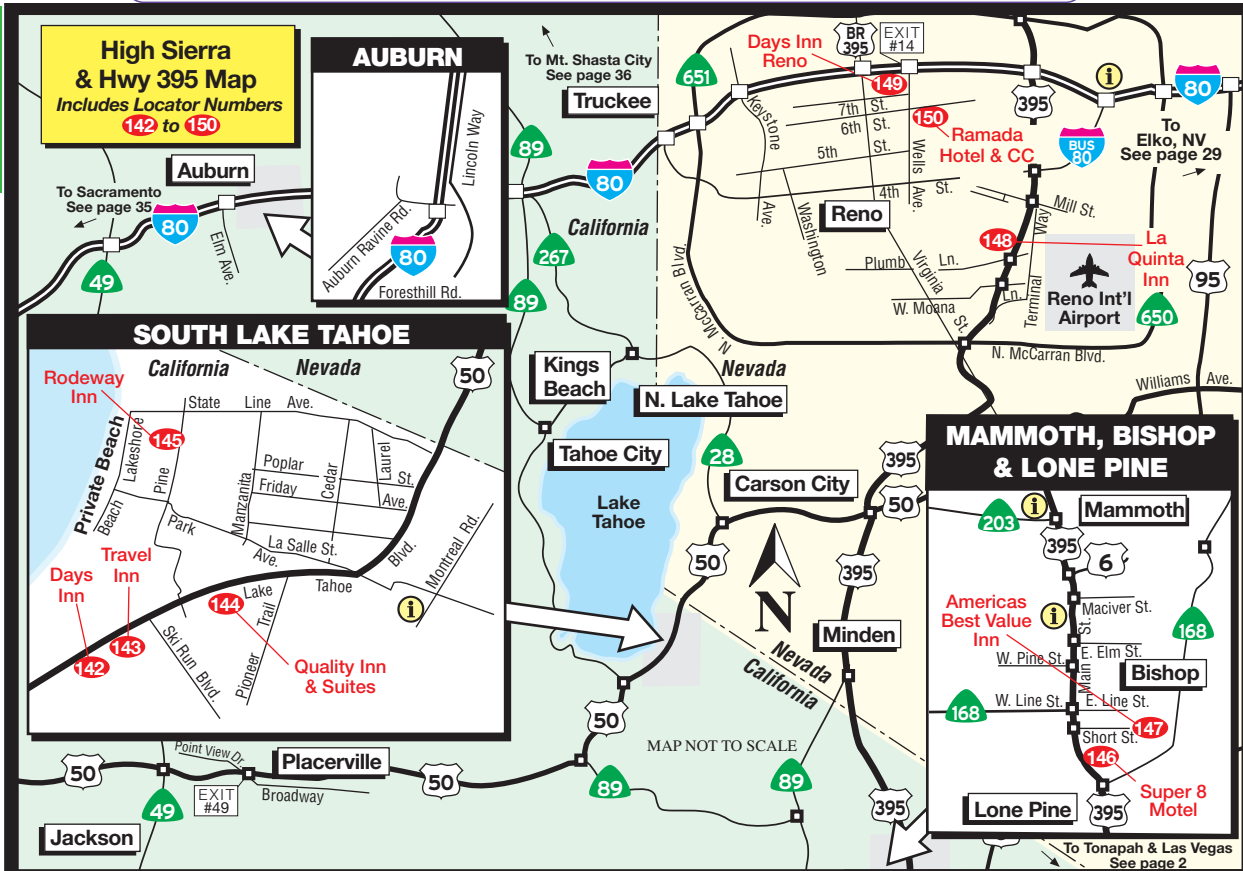 High Sierra
& Hwy 395 Map
Includes Locator Numbers
142 to 150
AUBURN
Lincoln Way
Auburn Ravine Rd.
80
Foresthill Rd.
To Mt. Shasta City
See page 36
Truckee
651
BR
395
EXIT
#14
Days Inn
Reno
149
395
i
80
To
Elko, NV
See page 29
BUS
80
Keystone
Ave.
7th St.
6th St.
5th St.
4th St.
150
Ramada
Hotel & CC
Wells
Ave.
Washington
Reno
Mill St.
Way
Terminal
148
La
Quinta
Inn
Plumb Ln.
Virginia
St.
W. Moana Ln.
Reno Int'l
Airport
650
95
N. McCarran Blvd.
N. McCarran Blvd.
Williams Ave.
Auburn
To Sacramento
See page 35
80
Elm Ave.
49
89
80
California
267
89
Kings
Beach
Nevada
N. Lake Tahoe
Tahoe City
28
Lake
Tahoe
Carson City
395
50
50
395
N
Minden
Nevada
California
SOUTH LAKE TAHOE
California
Nevada
50
Rodeway
Inn
145
State Line Ave.
Private Beach
Lakeshore
Beach
Pine
Park
Ave.
Manzanita
Poplar St.
Friday Ave.
Cedar
Laurel
La Salle St.
Lake Tahoe Blvd.
Montreal Rd.
i
Days
Inn
142
Travel
Inn
143
144
Quality Inn
& Suites
Ski Run Blvd.
Pioneer Trail
MAMMOTH, BISHOP
& LONE PINE
203
i
Mammoth
395
6
Americas
Best Value
Inn
i
Maciver St.
Main St.
168
W. Pine St.
E. Elm St.
Bishop
168
W. Line St.
E. Line St.
147
Short St.
146
Super 8
Motel
Lone Pine
395
50
50
Point View Dr.
Placerville
EXIT
#49
Broadway
50
49
Jackson
89
MAP NOT TO SCALE
89
395
To Tonapah & Las Vegas
See page 2